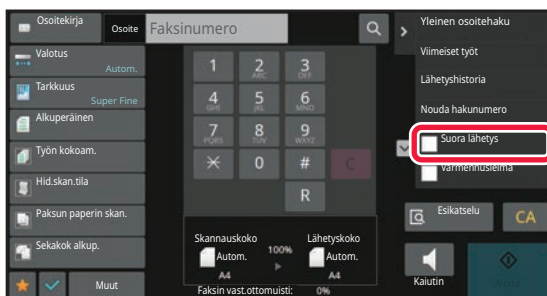 Osoitekirja
Osoite
Faksinumero
Yleinen osoitehaku
Valotus
Autom.
Viimeiset työt
Tarkkuus
Super Fine
Lähetyshistoria
Alkuperäinen
Nouda hakunumero
Työn kokoam.
Suora lähetys
Varmennusleima
Hid.skan.tila
Paksun paperin skan.
Sekakok alkup.
Muut
1
2 ABC
3 DEF
4 GHI
5 JKL
6 MNO
7 PQRS
8 TUV
9 WXYZ
0
#
C
R
Skannauskoko
100%
Lähetyskoko
Autom.
A4
Autom.
A4
Faksin vast.ottomuisti: 0%
Esikatselu
CA
Kaiutin